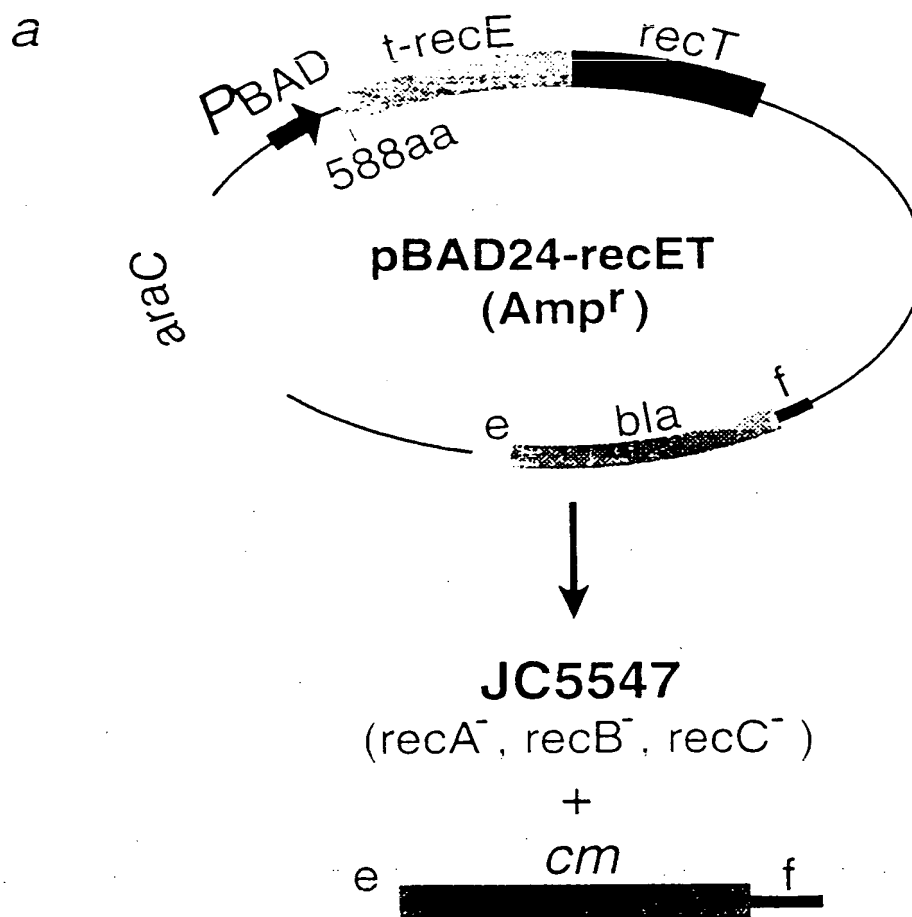 a
t-recE
recT
PBAD
588aa
araC
pBAD24-recET
(Ampʳ)
f
e
bla
JC5547
(recA⁻, recB⁻, recC⁻)
+
cm
e
f